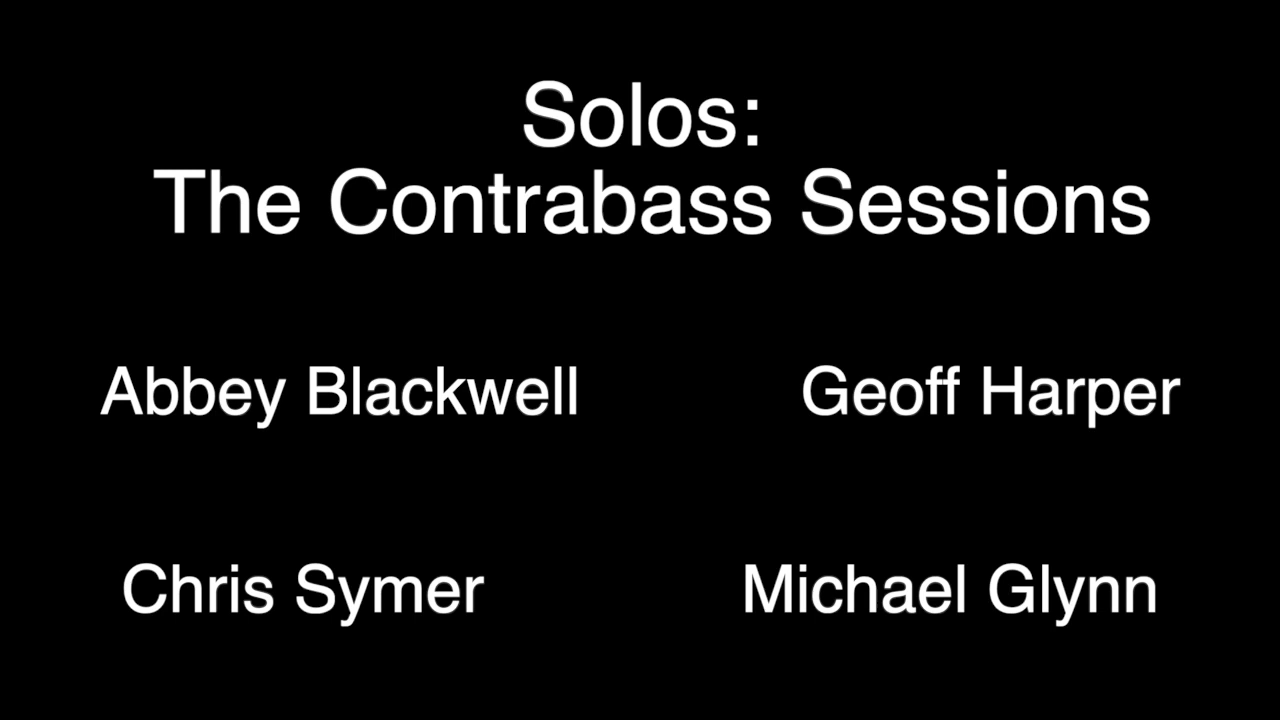 Solos:
The Contrabass Sessions
Abbey Blackwell
Geoff Harper
Chris Symer
Michael Glynn